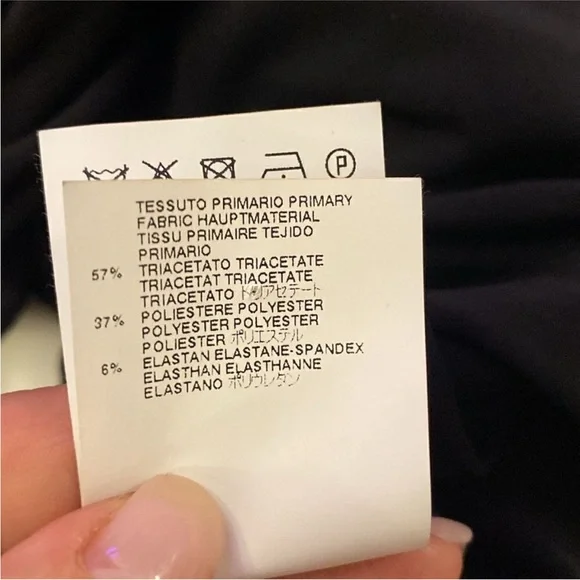 P
TESSUTO PRIMARIO PRIMARY
FABRIC HAUPTMATERIAL
TISSU PRIMAIRE TEJIDO
PRIMARIO
57% TRIACETATO TRIACETATE
TRIACETAT TRIACETATE
TRIACETATO トリアセテート
37% POLIESTERE POLYESTER
POLYESTER POLYESTER
POLIESTER ポリエステル
6% ELASTAN ELASTANE-SPANDEX
ELASTHAN ELASTHANNE
ELASTANO ポリウレタン